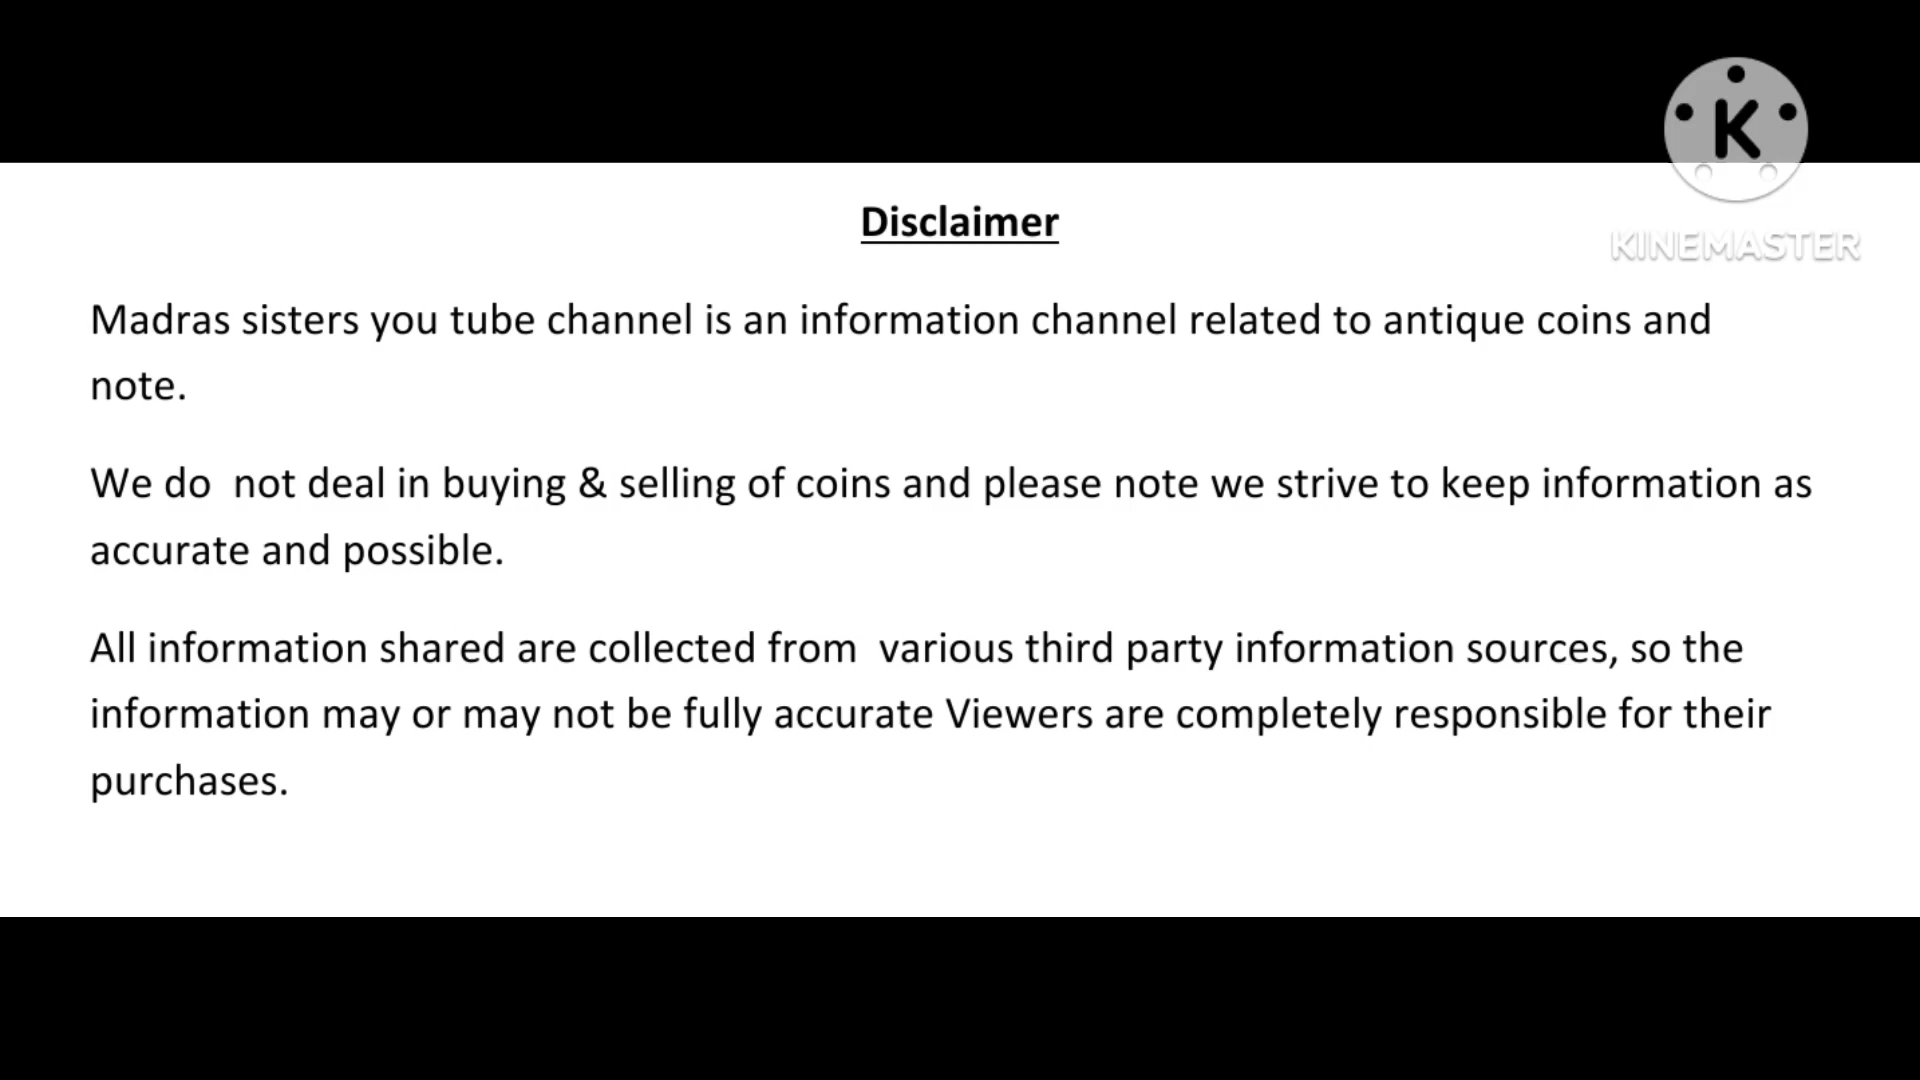 K
KINEMASTER
Disclaimer
Madras sisters you tube channel is an information channel related to antique coins and
note.
We do  not deal in buying & selling of coins and please note we strive to keep information as
accurate and possible.
All information shared are collected from  various third party information sources, so the
information may or may not be fully accurate Viewers are completely responsible for their
purchases.